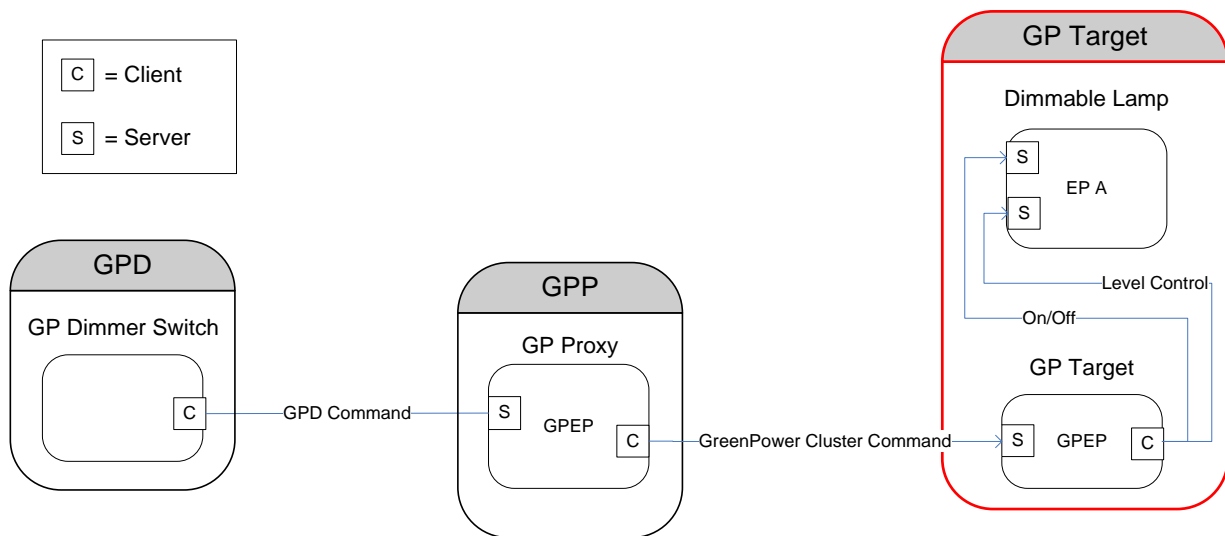 C = Client
S = Server
GP Target
Dimmable Lamp
S
EP A
S
Level Control
On/Off
GPD
GP Dimmer Switch
C
GPD Command
GPP
GP Proxy
S
GPEP
C
GreenPower Cluster Command
GP Target
S
GPEP
C